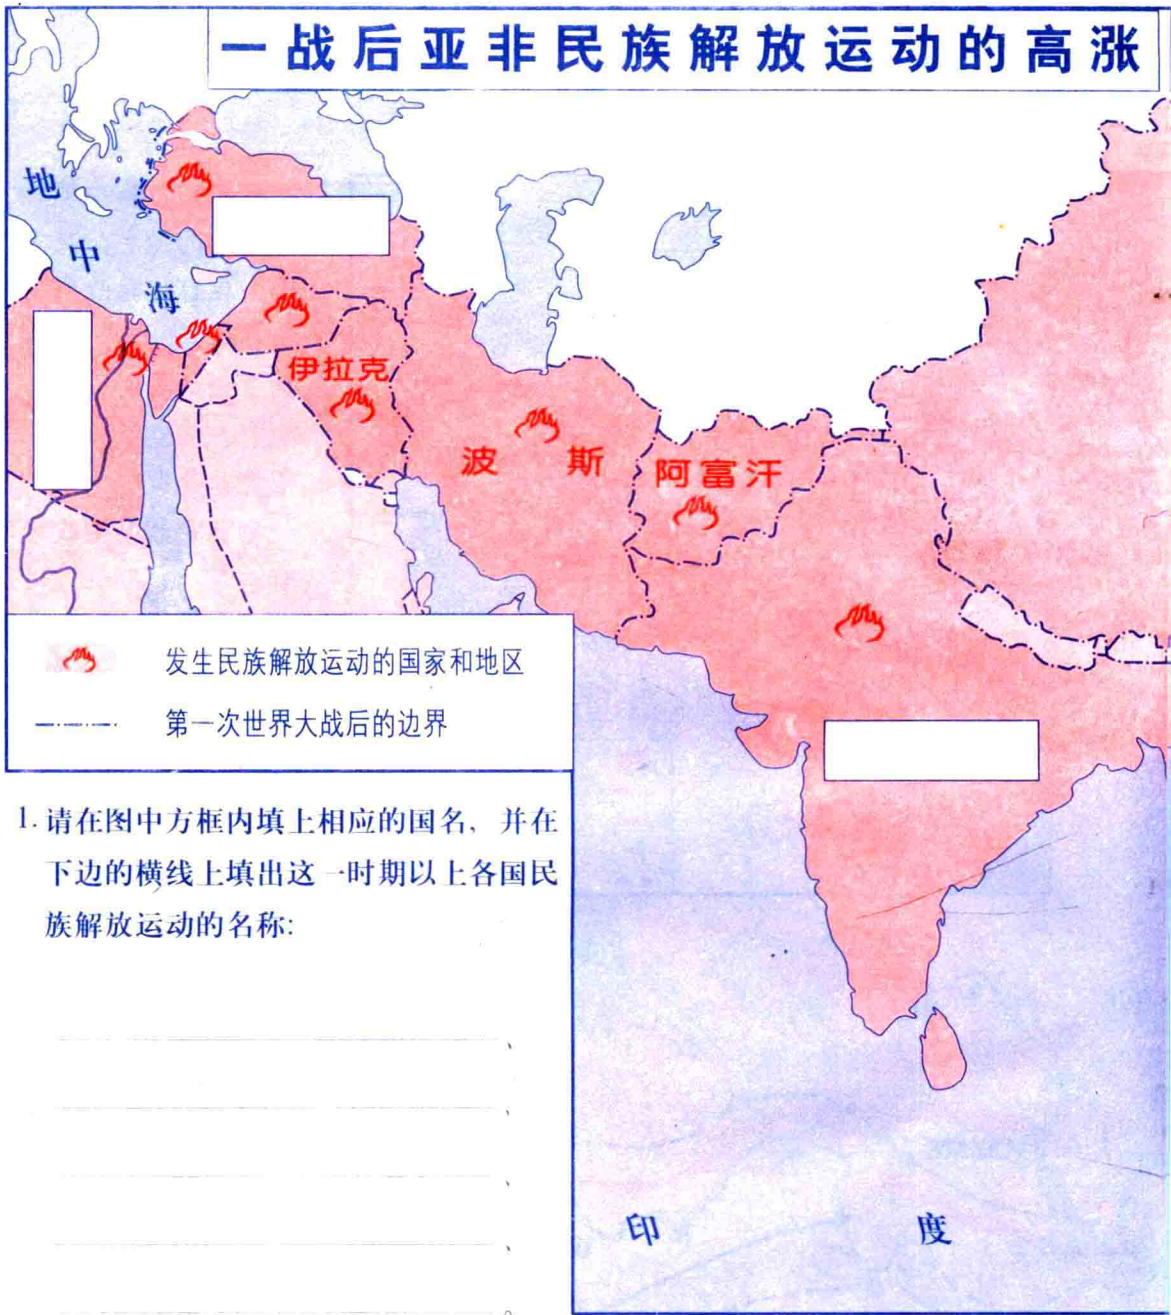 一战后亚非民族解放运动的高涨
地
中
海
伊拉克
波斯
阿富汗
发生民族解放运动的国家和地区
第一次世界大战后的边界
1. 请在图中方框内填上相应的国名，并在
下边的横线上填出这一时期以上各国民
族解放运动的名称:
、
、
、
、
。
印度